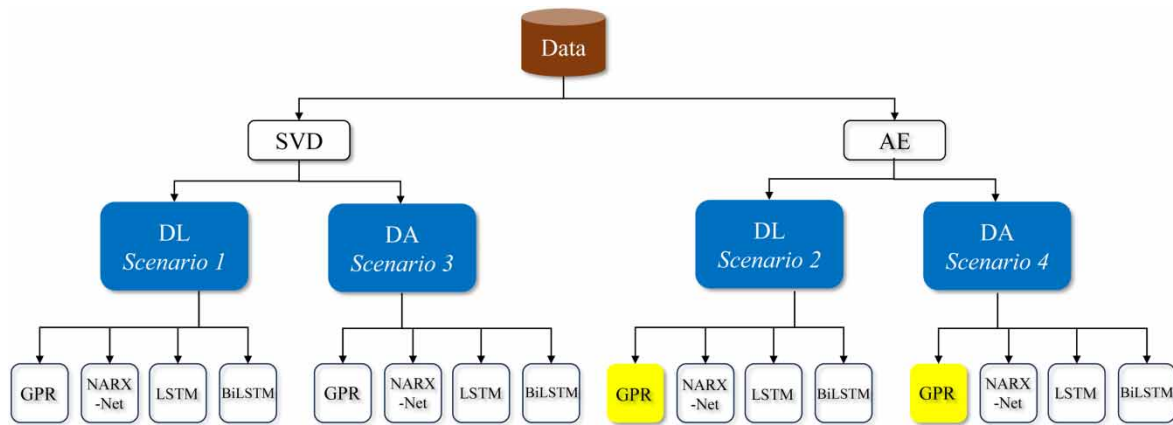 Data
SVD
AE
DL
Scenario 1
DA
Scenario 3
DL
Scenario 2
DA
Scenario 4
GPR
NARX
-Net
LSTM
BiLSTM
GPR
NARX
-Net
LSTM
BiLSTM
GPR
NARX
-Net
LSTM
BiLSTM
GPR
NARX
-Net
LSTM
BiLSTM